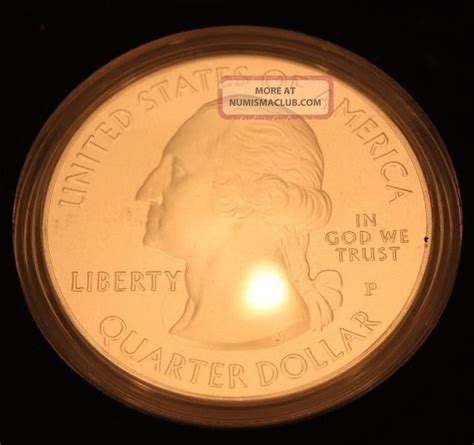 UNITED STATES OF AMERICA
MORE AT
NUMISMACLUB.COM
IN
GOD WE
TRUST
LIBERTY
P
QUARTER DOLLAR